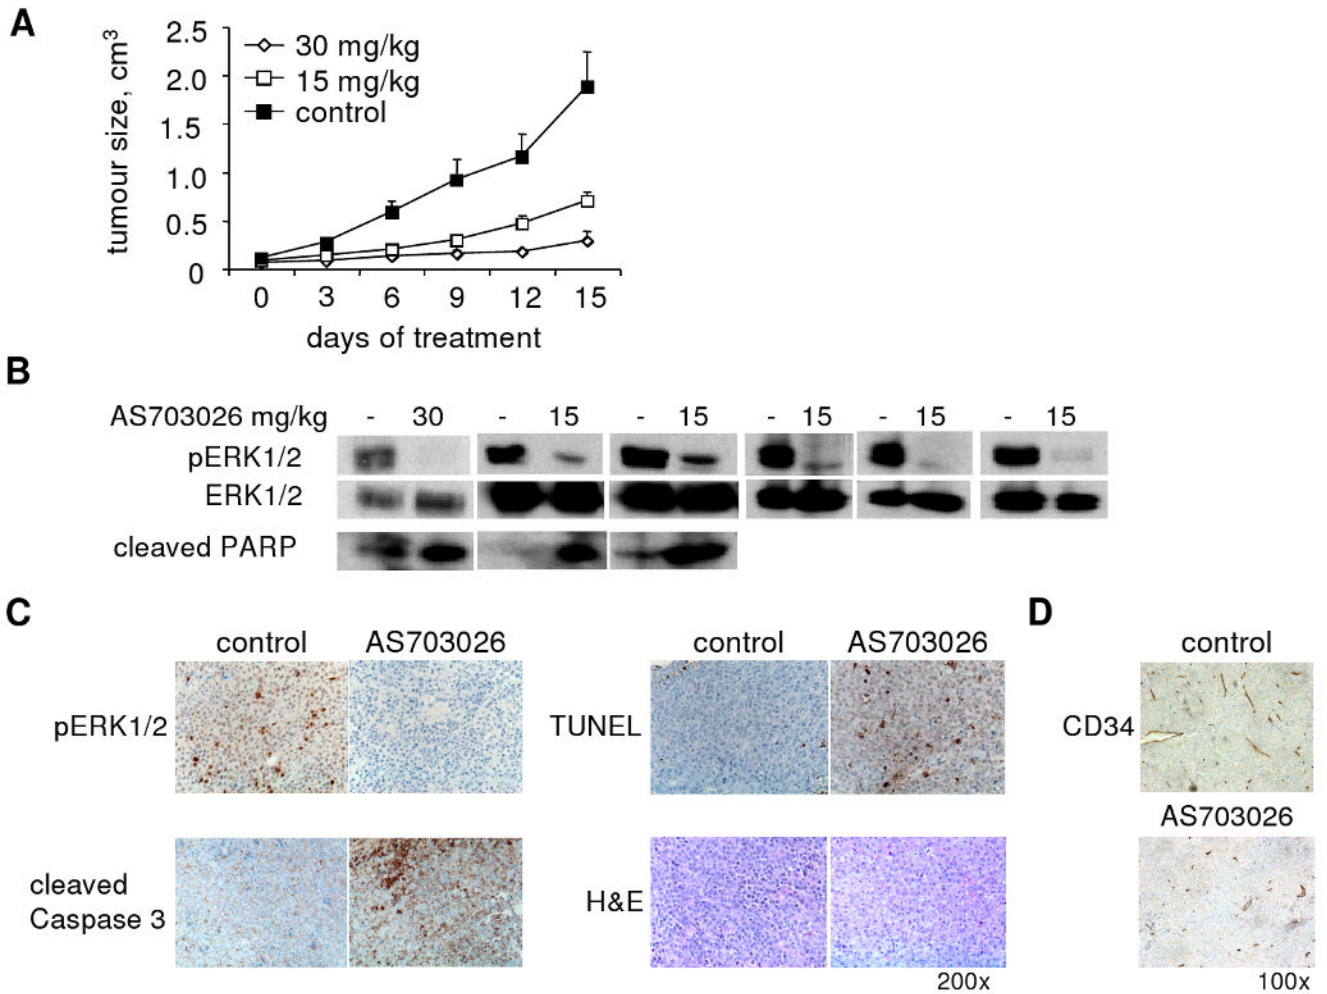 A
tumour size, cm³
2.5
2.0
1.5
1.0
0.5
0
30 mg/kg
15 mg/kg
control
0 3 6 9 12 15
days of treatment
B
AS703026 mg/kg - 30 - 15 - 15 - 15 - 15 - 15
pERK1/2
ERK1/2
cleaved PARP
C
control AS703026
pERK1/2
cleaved
Caspase 3
control AS703026
TUNEL
H&E
200x
D
control
CD34
AS703026
100x